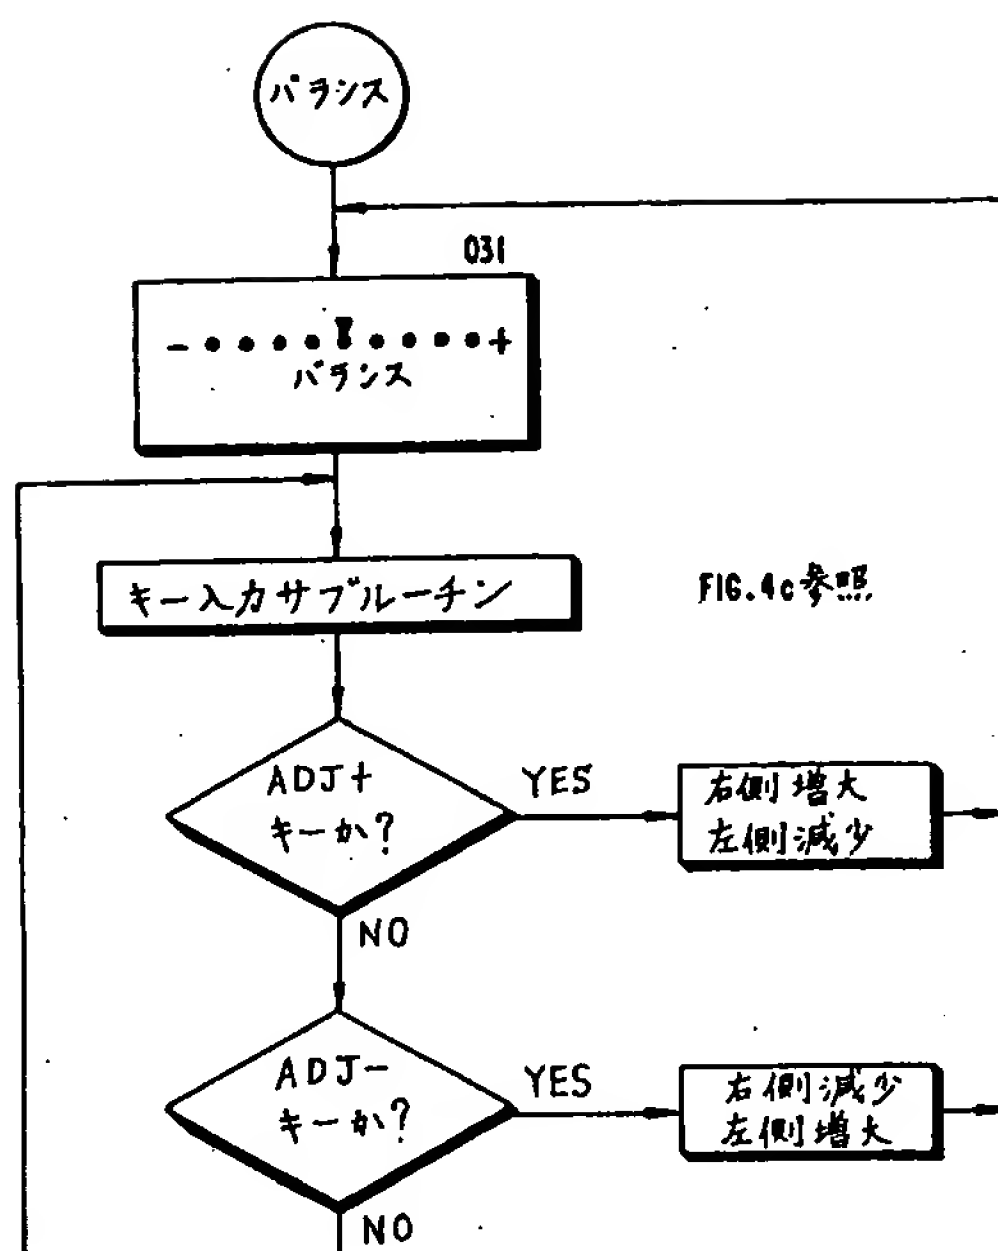 バランス
031
- ● ● ● ● ● ● ● ● ● +
バランス
キー入力サブルーチン
FIG.4c参照
ADJ+
キーか?
YES
右側増大
左側減少
NO
ADJ-
キーか?
YES
右側減少
左側増大
NO